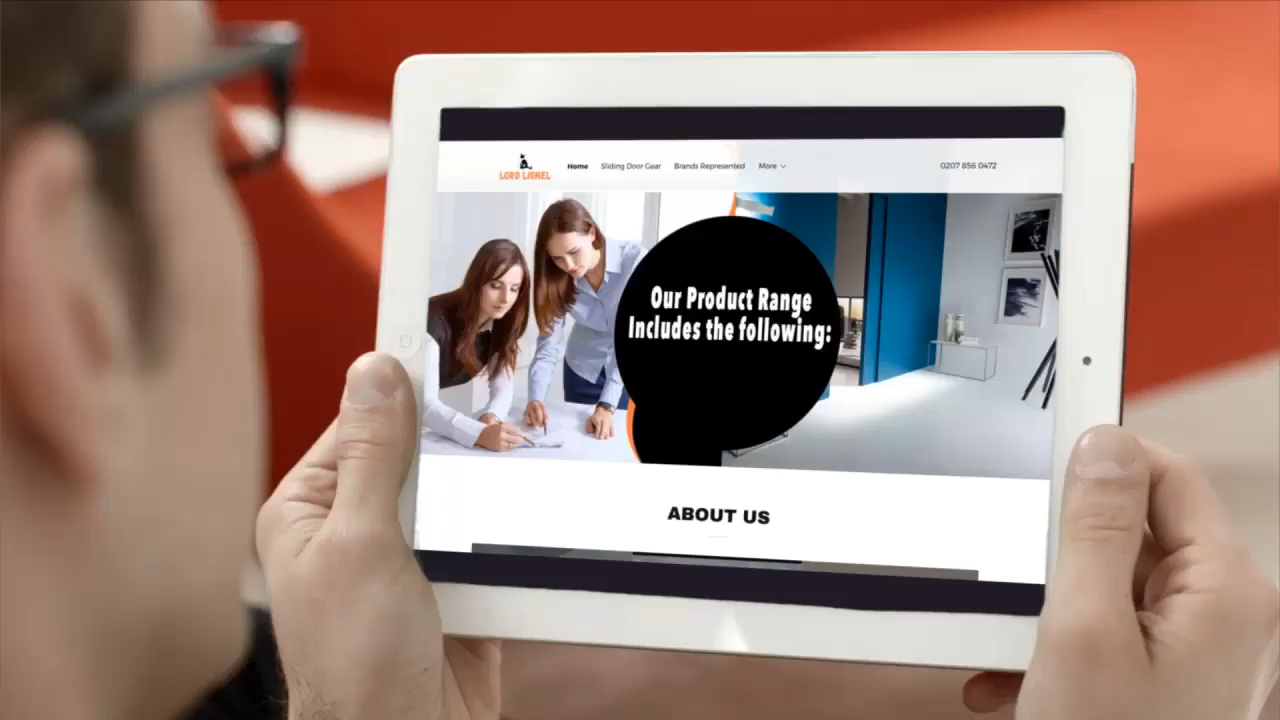 LORD LIONEL
Home
Sliding Door Gear
Brands Represented
More
0207 856 0472
Our Product Range
Includes the following:
ABOUT US